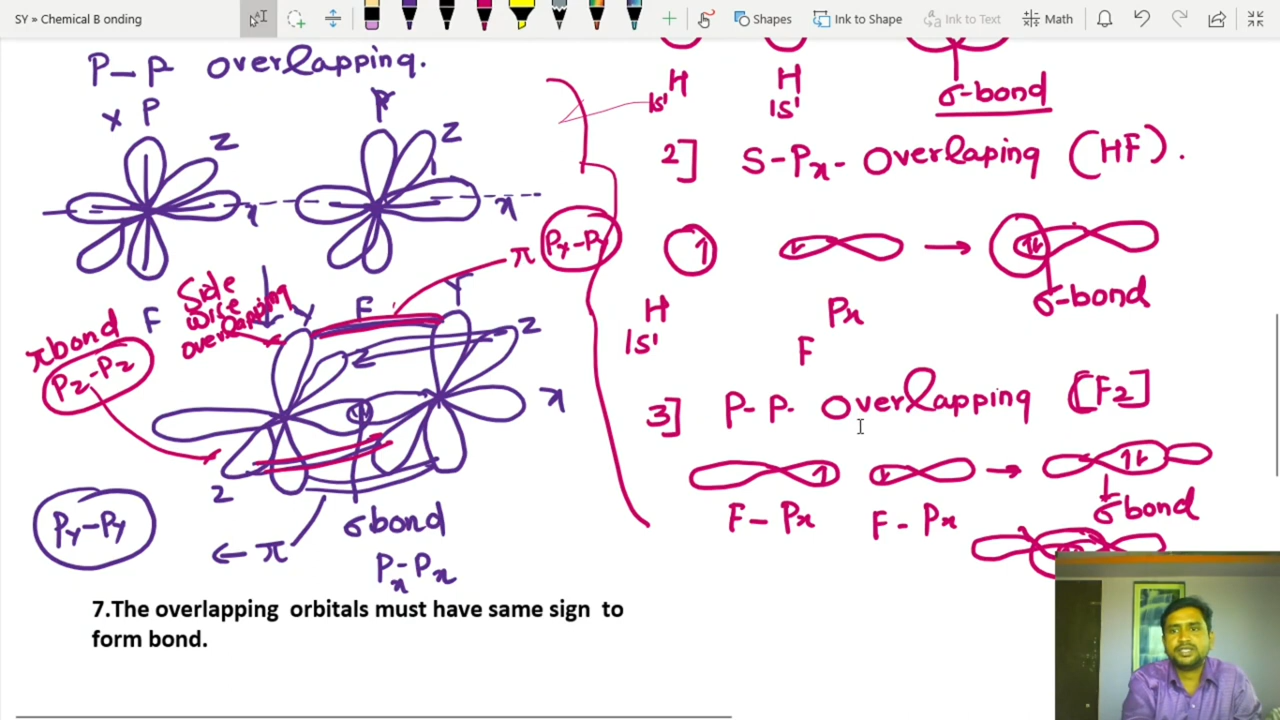 SY » Chemical B onding
Shapes
Ink to Shape
Ink to Text
Math
P-P overlapping.
x P
Z
x
Z
x
F
Side
wise
overlapping
π bond
Pz-Pz
F
Y
Y
Z
Z
x
Z
π Px-Py
Py-Py
← π
σ bond
Px-Px
7.The overlapping orbitals must have same sign to
form bond.
H
1s'
H
1s'
σ-bond
2] S-Px- Overlaping (HF).
H
1s'
Px
F
σ-bond
3] P-P. Overlapping [F2]
F-Px
F-Px
σ bond